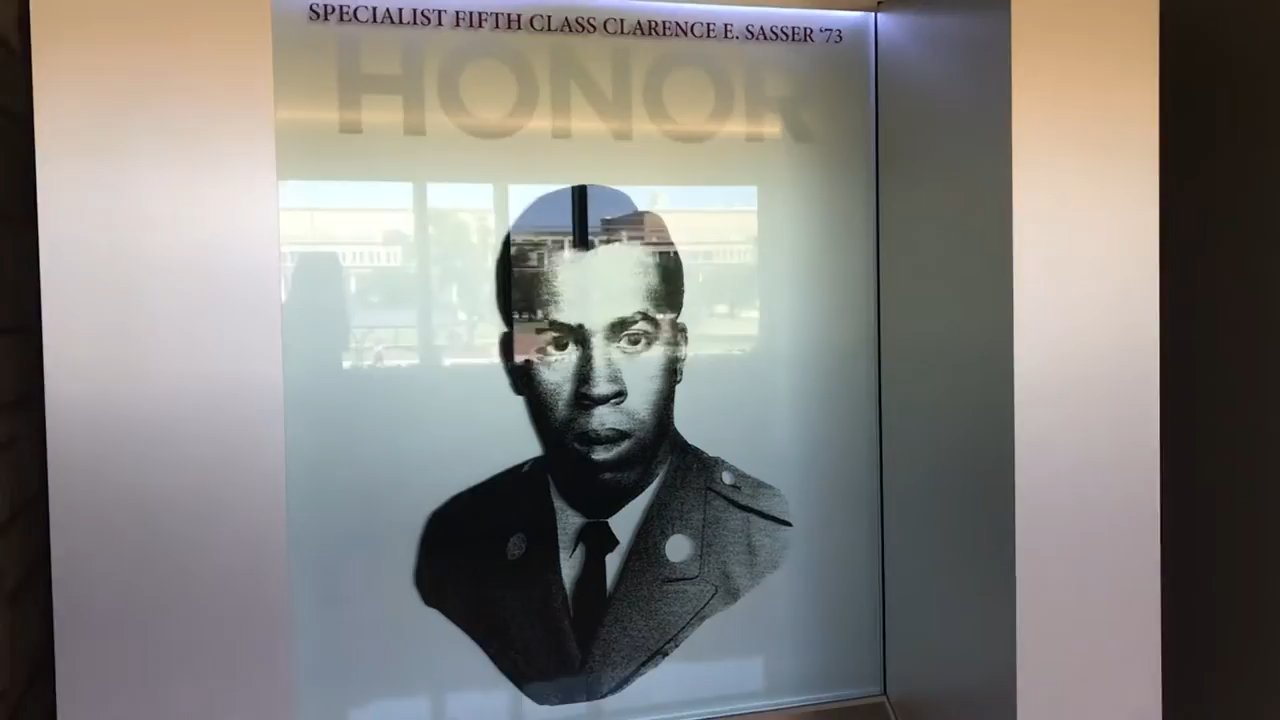 SPECIALIST FIFTH CLASS CLARENCE E. SASSER ‘73
HONOR